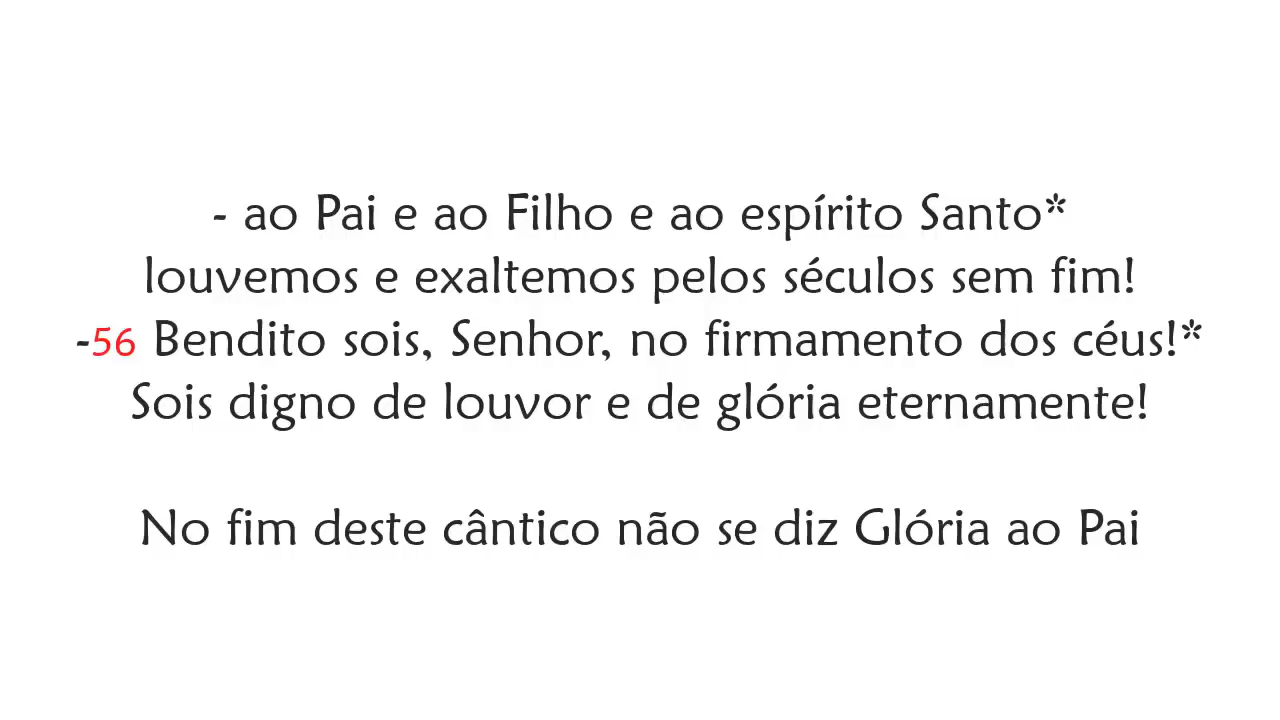 - ao Pai e ao Filho e ao espírito Santo*
louvemos e exaltemos pelos séculos sem fim!
-56 Bendito sois, Senhor, no firmamento dos céus!*
Sois digno de louvor e de glória eternamente!
No fim deste cântico não se diz Glória ao Pai